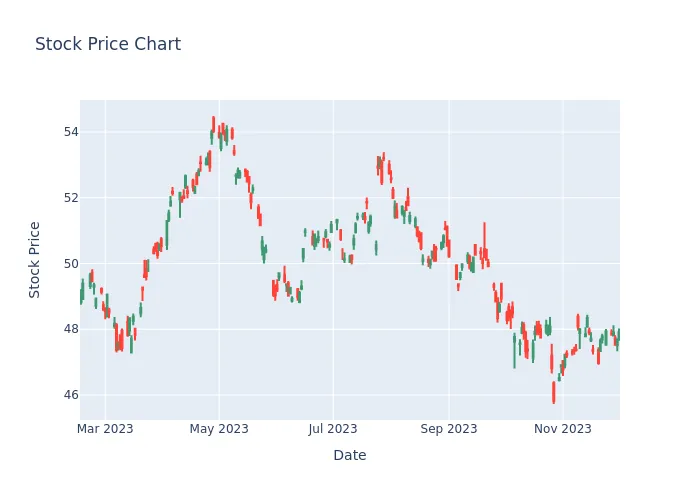 Stock Price Chart
54
52
50
48
46
Stock Price
Mar 2023
May 2023
Jul 2023
Sep 2023
Nov 2023
Date